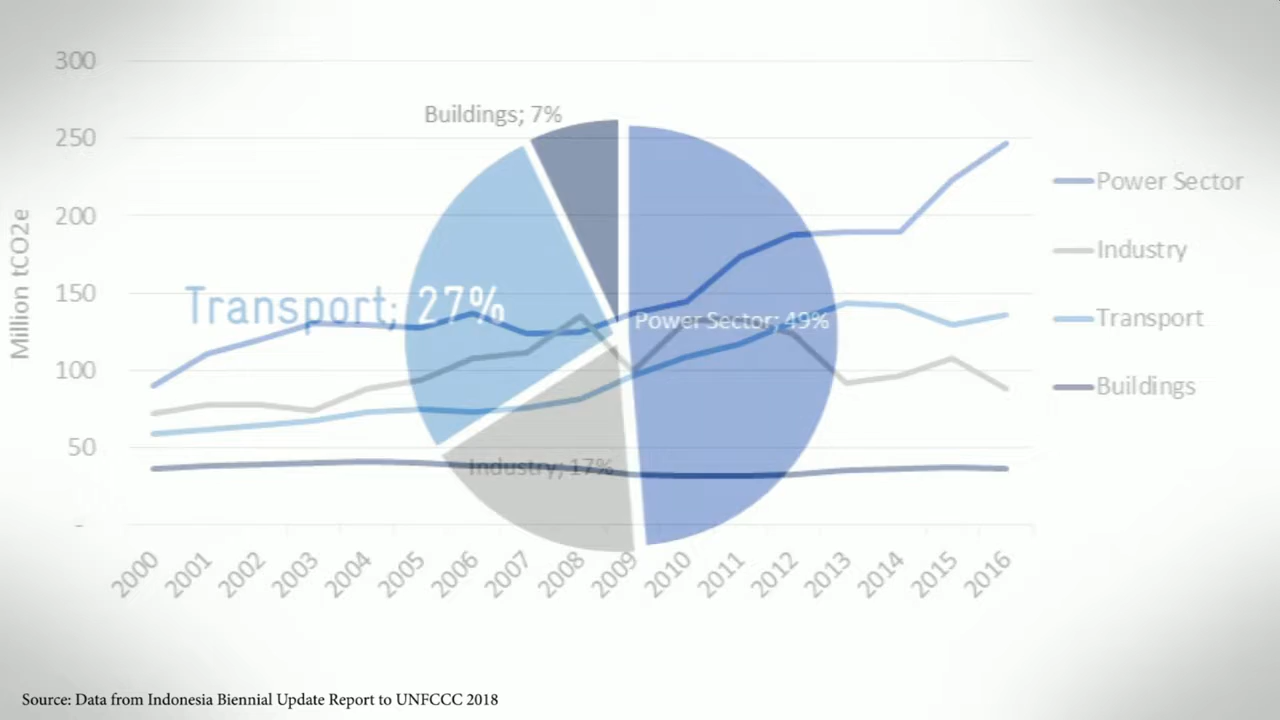 300
250
200
150
100
50
-
Million tCO2e
Buildings; 7%
Transport; 27%
Power Sector; 49%
Industry; 17%
Power Sector
Industry
Transport
Buildings
2000
2001
2002
2003
2004
2005
2006
2007
2008
2009
2010
2011
2012
2013
2014
2015
2016
Source: Data from Indonesia Biennial Update Report to UNFCCC 2018